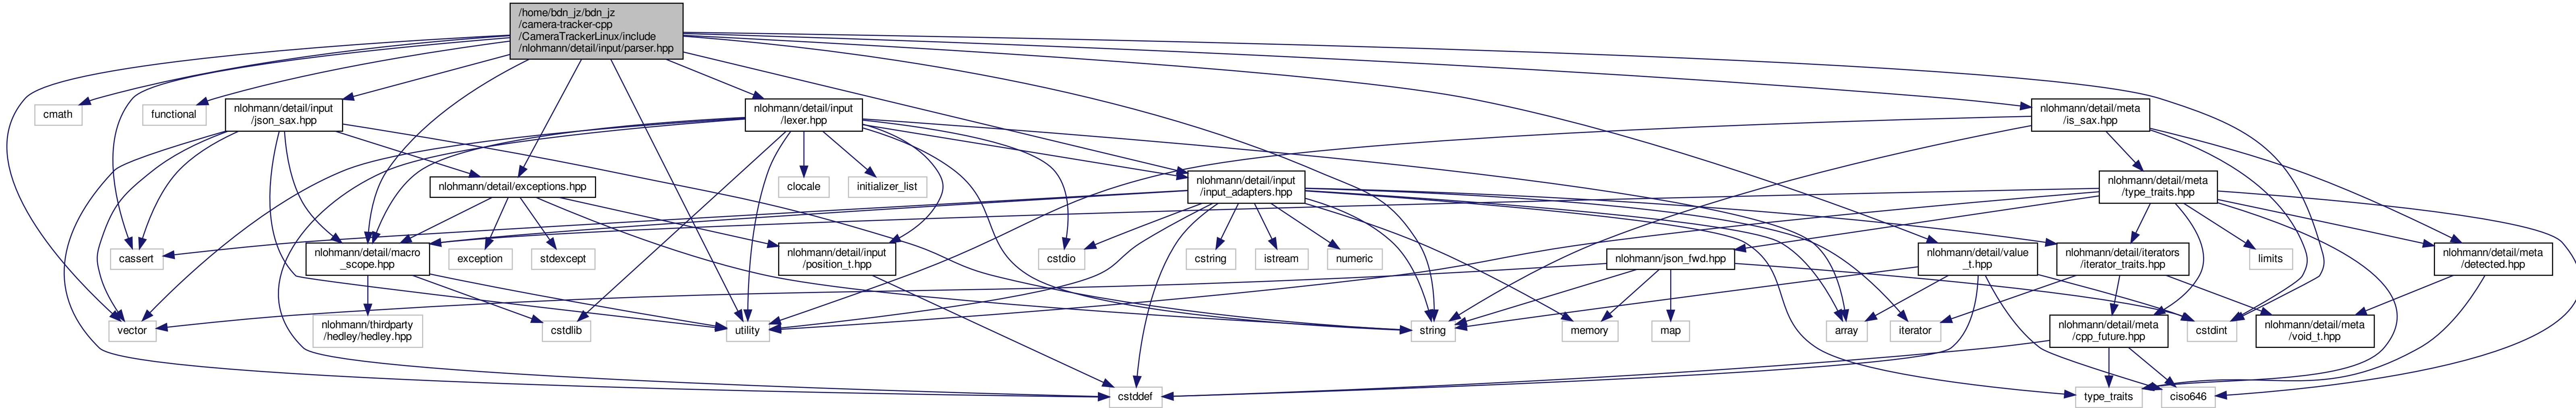 /home/bdn_jz/bdn_jz
/camera-tracker-cpp
/CameraTrackerLinux/include
/nlohmann/detail/input/parser.hpp
cmath
functional
nlohmann/detail/input
/json_sax.hpp
nlohmann/detail/input
/lexer.hpp
nlohmann/detail/meta
/is_sax.hpp
nlohmann/detail/exceptions.hpp
clocale
initializer_list
nlohmann/detail/input
/input_adapters.hpp
nlohmann/detail/meta
/type_traits.hpp
cassert
nlohmann/detail/macro
_scope.hpp
exception
stdexcept
nlohmann/detail/input
/position_t.hpp
cstdio
cstring
istream
numeric
nlohmann/json_fwd.hpp
nlohmann/detail/value
_t.hpp
nlohmann/detail/iterators
/iterator_traits.hpp
limits
nlohmann/detail/meta
/detected.hpp
vector
nlohmann/thirdparty
/hedley/hedley.hpp
cstdlib
utility
string
memory
map
array
iterator
nlohmann/detail/meta
/cpp_future.hpp
cstdint
nlohmann/detail/meta
/void_t.hpp
cstddef
type_traits
ciso646